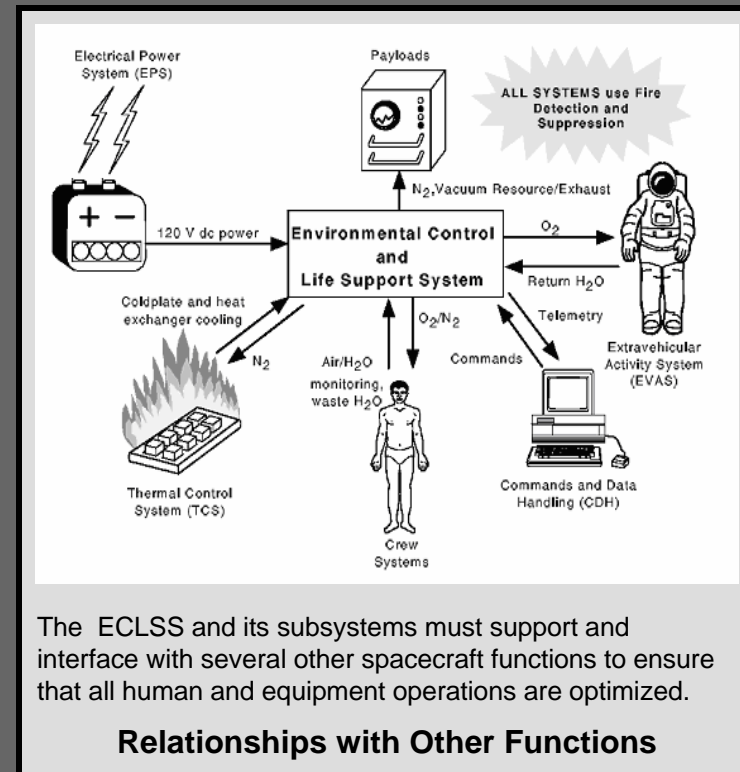 Electrical Power
System (EPS)
Payloads
ALL SYSTEMS use Fire
Detection and
Suppression
N2,Vacuum Resource/Exhaust
120 V dc power
Environmental Control
and
Life Support System
O2
Return H2O
Coldplate and heat
exchanger cooling
N2
Air/H2O
monitoring,
waste H2O
O2/N2
Commands
Telemetry
Extravehicular
Activity System
(EVAS)
Thermal Control
System (TCS)
Crew
Systems
Commands and Data
Handling (CDH)
The  ECLSS and its subsystems must support and
interface with several other spacecraft functions to ensure
that all human and equipment operations are optimized.
Relationships with Other Functions